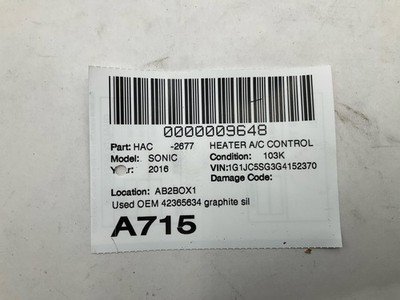 0000009648
Part: HAC -2677 HEATER A/C CONTROL
Model: SONIC Condition: 103K
Year: 2016 VIN:1G1JC5SG3G4152370
Damage Code:
Location: AB2BOX1
Used OEM 42365634 graphite sil
A715